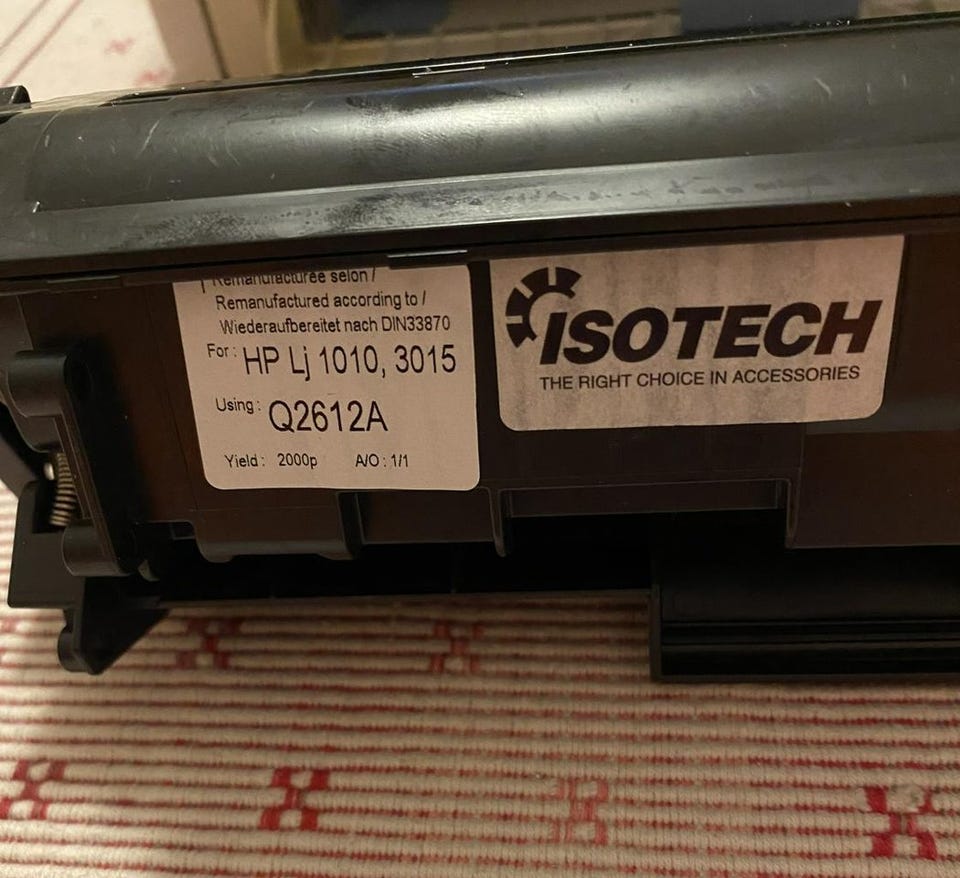 Remanufacturée selon /
Remanufactured according to /
Wiederaufbereitet nach DIN33870
For : HP Lj 1010, 3015
Using : Q2612A
Yield : 2000p A/O : 1/1
ISOTECH
THE RIGHT CHOICE IN ACCESSORIES